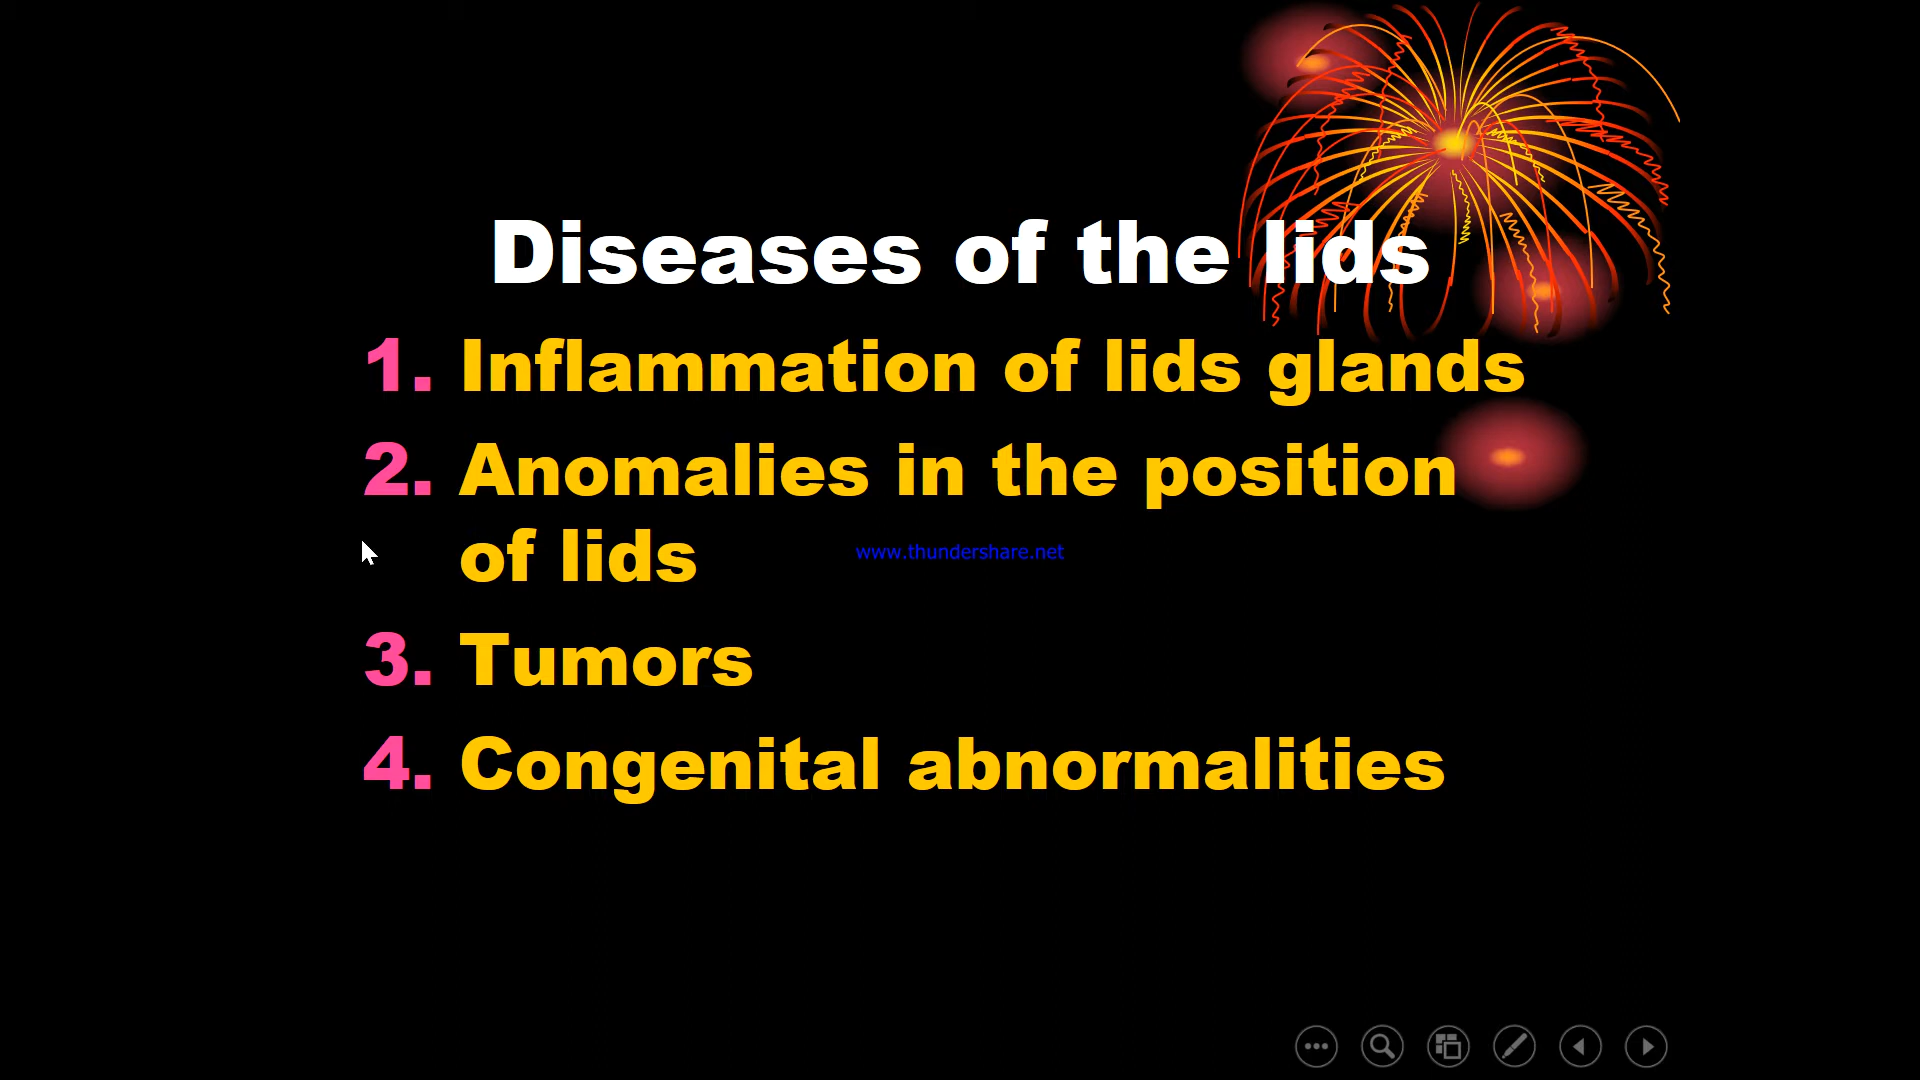 Diseases of the lids
1. Inflammation of lids glands
2. Anomalies in the position
of lids
www.thundershare.net
3. Tumors
4. Congenital abnormalities